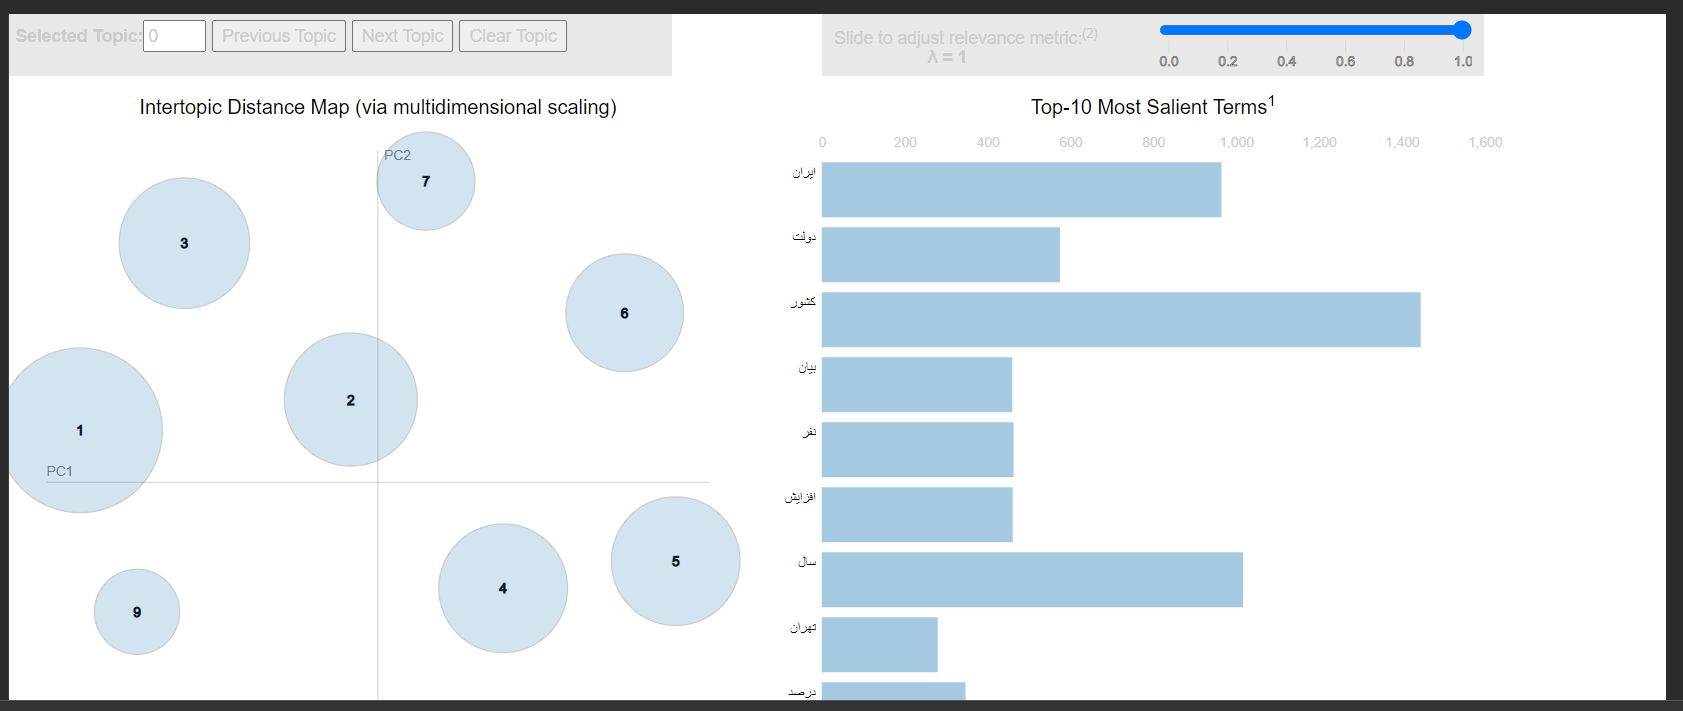 Selected Topic: 0 Previous Topic Next Topic Clear Topic
Slide to adjust relevance metric:(2)
λ = 1
0.0 0.2 0.4 0.6 0.8 1.0
Intertopic Distance Map (via multidimensional scaling)
PC2
7
3
6
2
1
PC1
5
4
9
Top-10 Most Salient Terms1
0 200 400 600 800 1,000 1,200 1,400 1,600
ایران
دولت
کشور
بیان
نفر
افزایش
سال
تهران
درصد